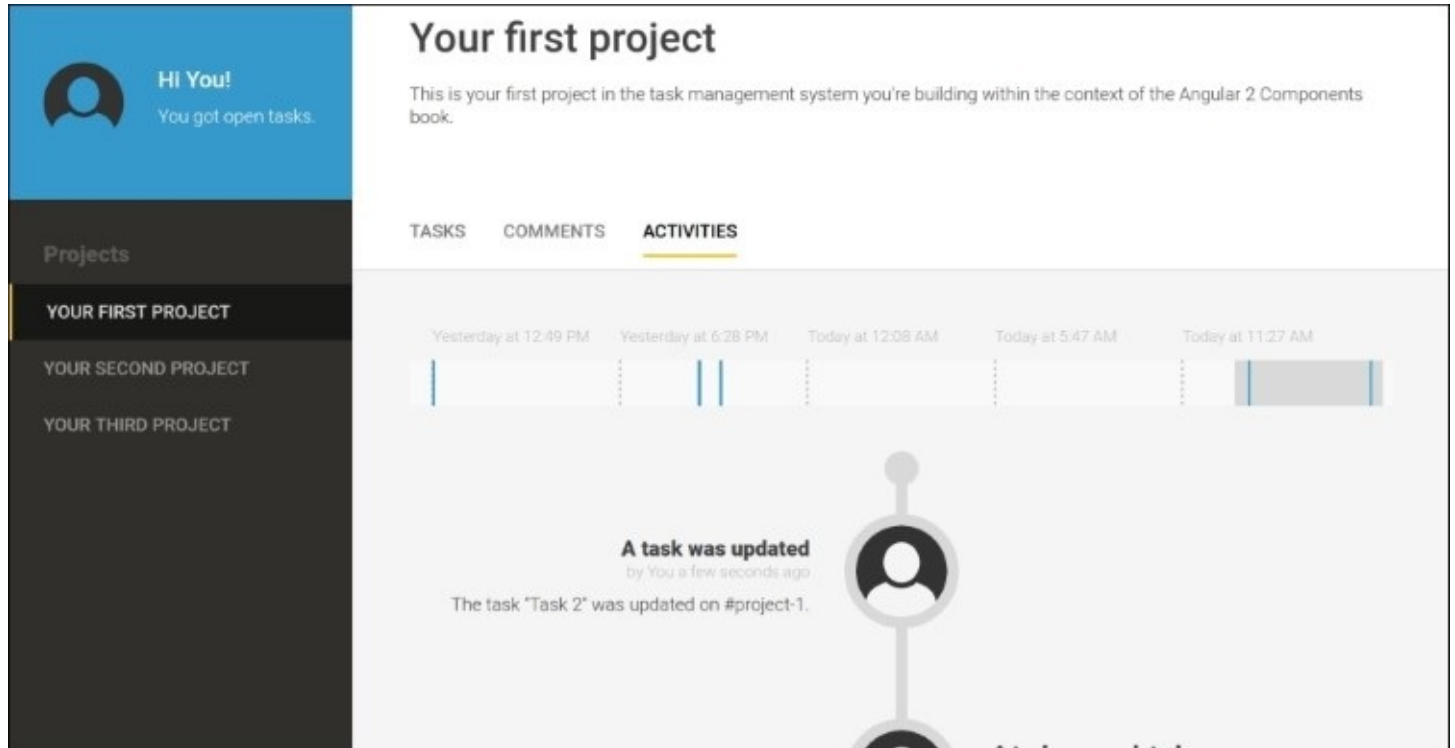 Hi You!
You got open tasks.
Projects
YOUR FIRST PROJECT
YOUR SECOND PROJECT
YOUR THIRD PROJECT
Your first project
This is your first project in the task management system you're building within the context of the Angular 2 Components
book.
TASKS COMMENTS ACTIVITIES
Yesterday at 12:49 PM Yesterday at 6:28 PM Today at 12:08 AM Today at 5:47 AM Today at 11:27 AM
A task was updated
by You a few seconds ago
The task "Task 2" was updated on #project-1.